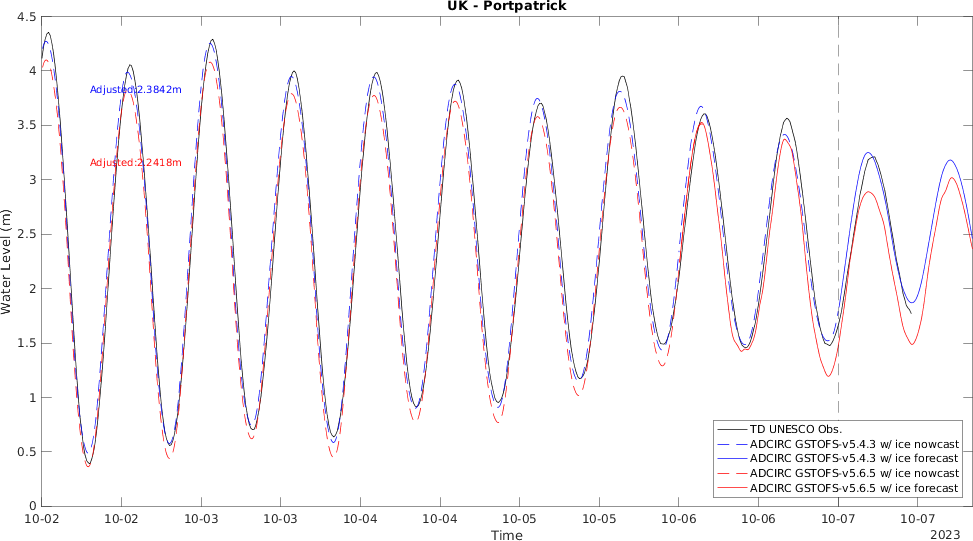 UK - Portpatrick
4.5
4
3.5
3
2.5
2
1.5
1
0.5
0
Water Level (m)
Adjusted:2.3842m
Adjusted:2.2418m
TD UNESCO Obs.
ADCIRC GSTOFS-v5.4.3 w/ ice nowcast
ADCIRC GSTOFS-v5.4.3 w/ ice forecast
ADCIRC GSTOFS-v5.6.5 w/ ice nowcast
ADCIRC GSTOFS-v5.6.5 w/ ice forecast
10-02 10-02 10-03 10-03 10-04 10-04 10-05 10-05 10-06 10-06 10-07 10-07
Time
2023